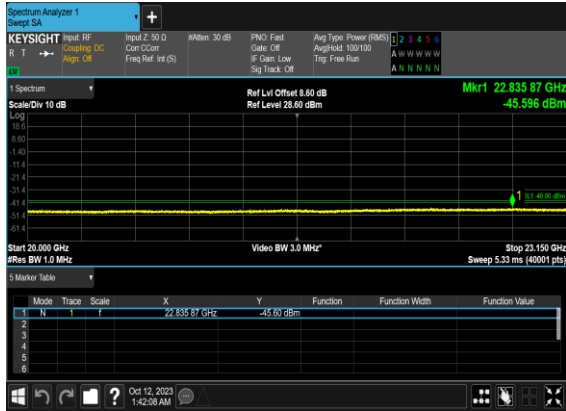 Spectrum Analyzer 1
Swept SA
+
KEYSIGHT Input: RF Input Z: 50 Ω #Atten: 30 dB PNO: Fast Avg Type: Power (RMS) 1 2 3 4 5 6
R T Coupling: DC Corr CCorr Gate: Off Avg|Hold: 100/100 A W W W W W
Align: Off Freq Ref: Int (S) IF Gain: Low Trig: Free Run
Sig Track: Off A N N N N N
1 Spectrum Ref Lvl Offset 8.60 dB Mkr1 22.835 87 GHz
Scale/Div 10 dB Ref Level 28.60 dBm -45.596 dBm
Log
18.6
8.60
-1.40
-11.4
-21.4
-31.4
1
-41.4
-51.4
-61.4
Start 20.000 GHz Video BW 3.0 MHz* Stop 23.150 GHz
#Res BW 1.0 MHz Sweep 5.33 ms (40001 pts)
5 Marker Table
Mode Trace Scale X Y Function Function Width Function Value
1 N 1 f 22.835 87 GHz -45.60 dBm
2
3
4
5
6
? Oct 12, 2023
1:42:08 AM